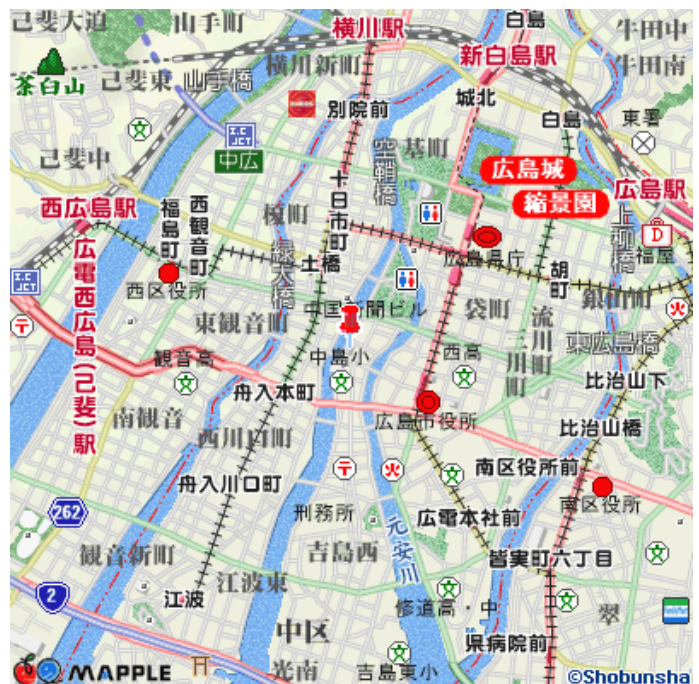 己斐大迫
山手町
横川駅
白島
牛田中
牛田南
新白島駅
茶臼山
己斐東
山手橋
横川新町
別院前
城北
白島
東署
I.C
JCT
中広
空鞘橋
基町
己斐中
広島城
縮景園
広島駅
西広島駅
福島町
西観音町
榎町
十日市町
上柳橋
D
福屋
広島県庁
胡町
銀山町
I.C
JCT
西区役所
土橋
緑大橋
中国新聞ビル
袋町
流川町
三川町
東観音町
東広島橋
広電西広島(己斐)駅
観音高
中島小
西高
比治山下
舟入本町
南観音
西川口町
広島市役所
比治山橋
舟入川口町
南区役所前
南区役所
262
刑務所
元安川
広電本社前
観音新町
吉島西
皆実町六丁目
2
江波
江波東
修道高・中
翠
中区
県病院前
光南
吉島東小
MAPPLE
©Shobunsha